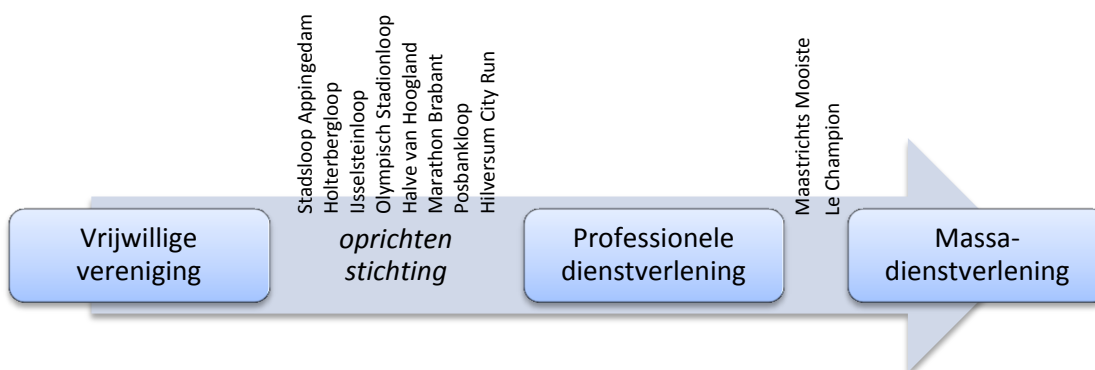 Stadsloop Appingedam
Holterbergloop
IJsselsteinloop
Olympisch Stadionloop
Halve van Hoogland
Marathon Brabant
Posbankloop
Hilversum City Run
Maastrichts Mooiste
Le Champion
Vrijwillige
vereniging
oprichten
stichting
Professionele
dienstverlening
Massa-
dienstverlening